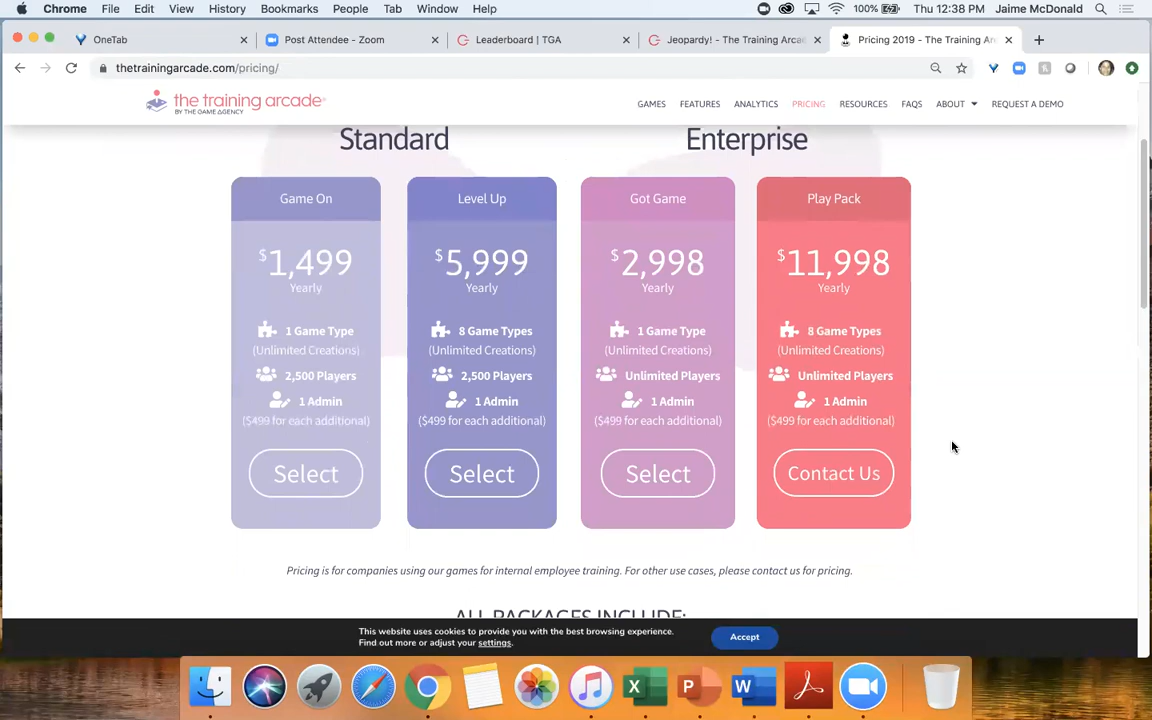 Chrome File Edit View History Bookmarks People Tab Window Help 100% Thu 12:38 PM Jaime McDonald
OneTab
Post Attendee - Zoom
Leaderboard | TGA
Jeopardy! - The Training Arca
Pricing 2019 - The Training Ar
thetrainingarcade.com/pricing/
the training arcade
BY THE GAME AGENCY
GAMES FEATURES ANALYTICS PRICING RESOURCES FAQS ABOUT REQUEST A DEMO
Standard
Enterprise
Game On
$1,499
Yearly
1 Game Type
(Unlimited Creations)
2,500 Players
1 Admin
($499 for each additional)
Select
Level Up
$5,999
Yearly
8 Game Types
(Unlimited Creations)
2,500 Players
1 Admin
($499 for each additional)
Select
Got Game
$2,998
Yearly
1 Game Type
(Unlimited Creations)
Unlimited Players
1 Admin
($499 for each additional)
Select
Play Pack
$11,998
Yearly
8 Game Types
(Unlimited Creations)
Unlimited Players
1 Admin
($499 for each additional)
Contact Us
Pricing is for companies using our games for internal employee training. For other use cases, please contact us for pricing.
ALL PACKAGES INCLUDE:
This website uses cookies to provide you with the best browsing experience.
Find out more or adjust your settings.
Accept